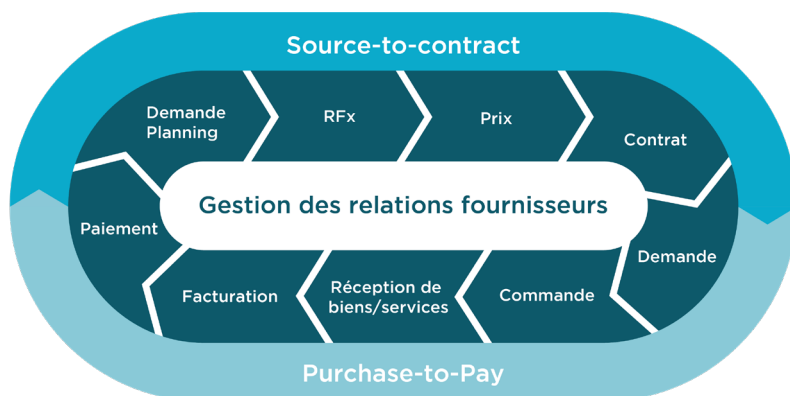 Source-to-contract
Demande
Planning
RFx
Prix
Contrat
Gestion des relations fournisseurs
Paiement
Demande
Facturation
Réception de
biens/services
Commande
Purchase-to-Pay